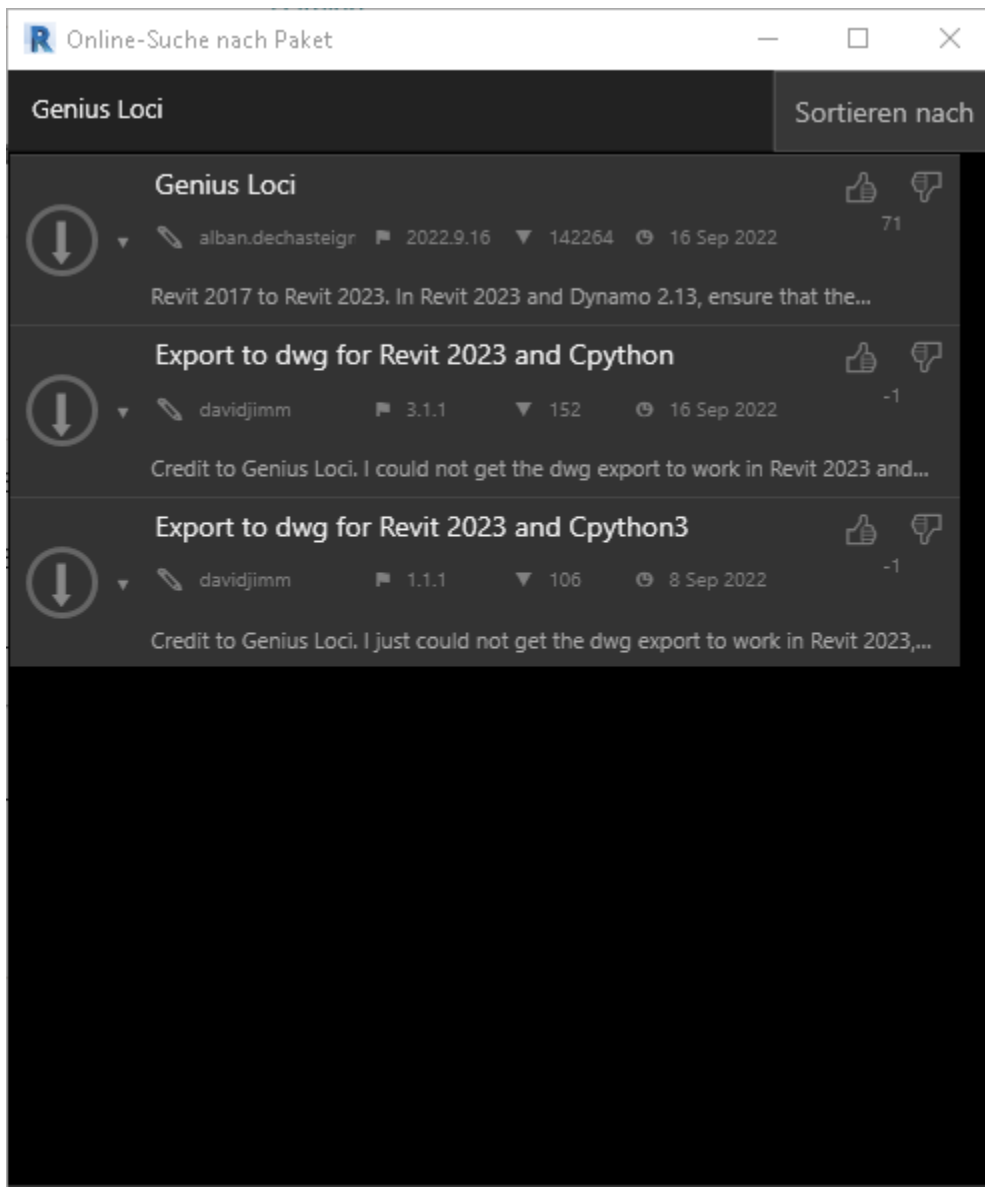 Online-Suche nach Paket
Genius Loci
Sortieren nach
Genius Loci
71
alban.dechasteigr 2022.9.16 142264 16 Sep 2022
Revit 2017 to Revit 2023. In Revit 2023 and Dynamo 2.13, ensure that the...
Export to dwg for Revit 2023 and Cpython
-1
davidjimm 3.1.1 152 16 Sep 2022
Credit to Genius Loci. I could not get the dwg export to work in Revit 2023 and...
Export to dwg for Revit 2023 and Cpython3
-1
davidjimm 1.1.1 106 8 Sep 2022
Credit to Genius Loci. I just could not get the dwg export to work in Revit 2023,...